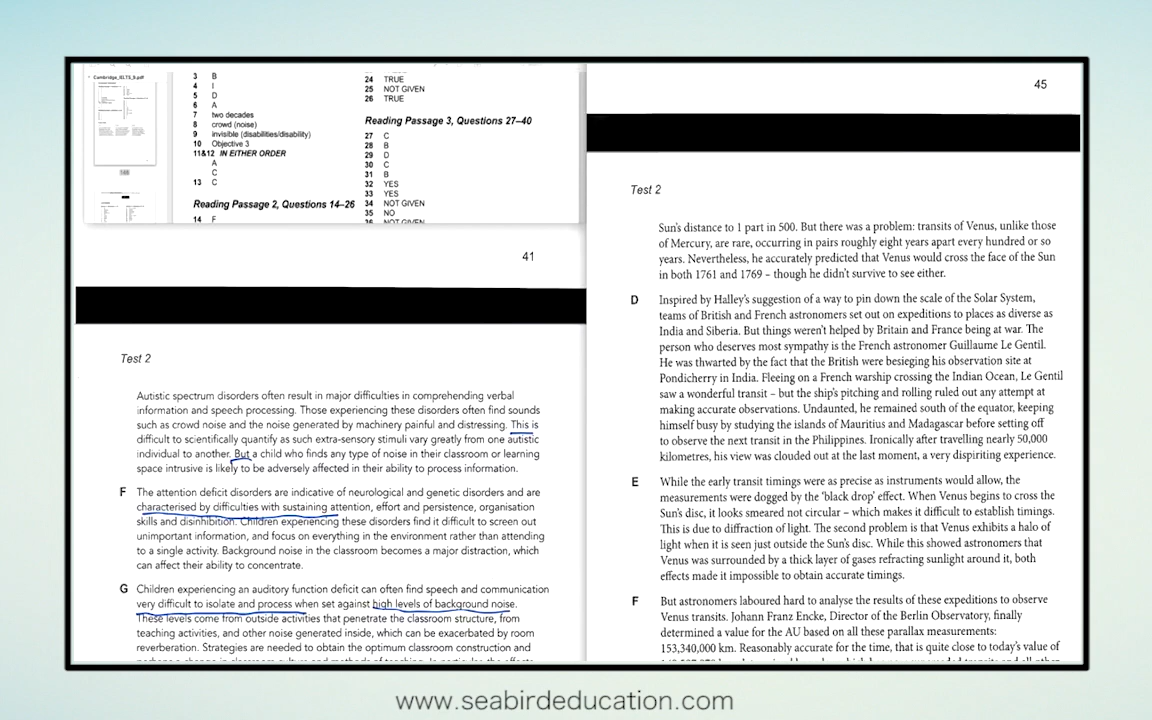 Cambridge_IELTS_9.pdf
148
3 B
4 I
5 D
6 A
7 two decades
8 crowd (noise)
9 invisible (disabilities/disability)
10 Objective 3
11&12 IN EITHER ORDER
A
C
13 C
Reading Passage 2, Questions 14–26
14 F
24 TRUE
25 NOT GIVEN
26 TRUE
Reading Passage 3, Questions 27–40
27 C
28 B
29 D
30 C
31 B
32 YES
33 YES
34 NOT GIVEN
35 NO
36 NOT GIVEN
41
Test 2
Autistic spectrum disorders often result in major difficulties in comprehending verbal
information and speech processing. Those experiencing these disorders often find sounds
such as crowd noise and the noise generated by machinery painful and distressing. This is
difficult to scientifically quantify as such extra-sensory stimuli vary greatly from one autistic
individual to another. But a child who finds any type of noise in their classroom or learning
space intrusive is likely to be adversely affected in their ability to process information.
F The attention deficit disorders are indicative of neurological and genetic disorders and are
characterised by difficulties with sustaining attention, effort and persistence, organisation
skills and disinhibition. Children experiencing these disorders find it difficult to screen out
unimportant information, and focus on everything in the environment rather than attending
to a single activity. Background noise in the classroom becomes a major distraction, which
can affect their ability to concentrate.
G Children experiencing an auditory function deficit can often find speech and communication
very difficult to isolate and process when set against high levels of background noise.
These levels come from outside activities that penetrate the classroom structure, from
teaching activities, and other noise generated inside, which can be exacerbated by room
reverberation. Strategies are needed to obtain the optimum classroom construction and
45
Test 2
Sun's distance to 1 part in 500. But there was a problem: transits of Venus, unlike those
of Mercury, are rare, occurring in pairs roughly eight years apart every hundred or so
years. Nevertheless, he accurately predicted that Venus would cross the face of the Sun
in both 1761 and 1769 – though he didn't survive to see either.
D Inspired by Halley's suggestion of a way to pin down the scale of the Solar System,
teams of British and French astronomers set out on expeditions to places as diverse as
India and Siberia. But things weren't helped by Britain and France being at war. The
person who deserves most sympathy is the French astronomer Guillaume Le Gentil.
He was thwarted by the fact that the British were besieging his observation site at
Pondicherry in India. Fleeing on a French warship crossing the Indian Ocean, Le Gentil
saw a wonderful transit – but the ship's pitching and rolling ruled out any attempt at
making accurate observations. Undaunted, he remained south of the equator, keeping
himself busy by studying the islands of Mauritius and Madagascar before setting off
to observe the next transit in the Philippines. Ironically after travelling nearly 50,000
kilometres, his view was clouded out at the last moment, a very dispiriting experience.
E While the early transit timings were as precise as instruments would allow, the
measurements were dogged by the 'black drop' effect. When Venus begins to cross the
Sun's disc, it looks smeared not circular – which makes it difficult to establish timings.
This is due to diffraction of light. The second problem is that Venus exhibits a halo of
light when it is seen just outside the Sun's disc. While this showed astronomers that
Venus was surrounded by a thick layer of gases refracting sunlight around it, both
effects made it impossible to obtain accurate timings.
F But astronomers laboured hard to analyse the results of these expeditions to observe
Venus transits. Johann Franz Encke, Director of the Berlin Observatory, finally
determined a value for the AU based on all these parallax measurements:
153,340,000 km. Reasonably accurate for the time, that is quite close to today's value of
www.seabirdeducation.com